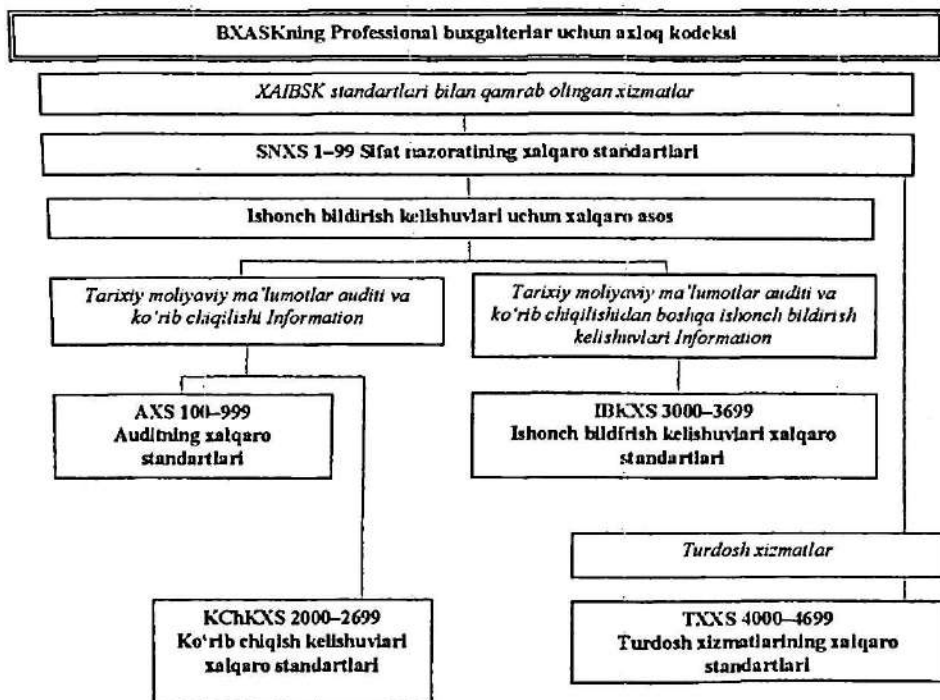 BXASKning Professional buxgalterlar uchun axloq kodeksi
XAIBSK standartlari bilan qamrab olingan xizmatlar
SNXS 1–99 Sifat nazoratining xalqaro standartlari
Ishonch bildirish kelishuvlari uchun xalqaro asos
Tarixiy moliyaviy ma'lumotlar auditi va
ko'rib chiqilishi Information
Tarixiy moliyaviy ma'lumotlar auditi va
ko'rib chiqilishidan boshqa ishonch bildirish
kelishuvlari Information
AXS 100–999
Auditning xalqaro
standartlari
IBKXS 3000–3699
Ishonch bildirish kelishuvlari xalqaro
standartlari
Turdosh xizmatlar
KChKXS 2000–2699
Ko'rib chiqish kelishuvlari
xalqaro standartlari
TXXS 4000–4699
Turdosh xizmatlarining xalqaro
standartlari